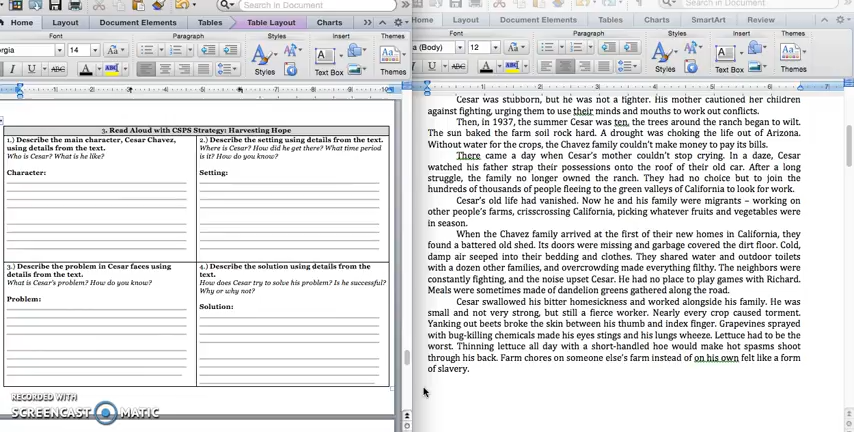 Search in Document
Home Layout Document Elements Tables Table Layout Charts
Font Paragraph Styles Insert Themes
14
I U ABC A
Styles Text Box Themes
3. Read Aloud with CSPS Strategy: Harvesting Hope
1.) Describe the main character, Cesar Chavez,
using details from the text.
Who is Cesar? What is he like?
Character:
2.) Describe the setting using details from the text.
Where is Cesar? How did he get there? What time period
is it? How do you know?
Setting:
3.) Describe the problem in Cesar faces using
details from the text.
What is Cesar's problem? How do you know?
Problem:
4.) Describe the solution using details from the
text.
How does Cesar try to solve his problem? Is he successful?
Why or why not?
Solution:
RECORDED WITH
SCREENCAST MATIC
Search in Document
Home Layout Document Elements Tables Charts SmartArt Review
Font Paragraph Styles Insert Themes
(Body) 12
I U ABC A
Styles Text Box Themes
Cesar was stubborn, but he was not a fighter. His mother cautioned her children
against fighting, urging them to use their minds and mouths to work out conflicts.
Then, in 1937, the summer Cesar was ten, the trees around the ranch began to wilt.
The sun baked the farm soil rock hard. A drought was choking the life out of Arizona.
Without water for the crops, the Chavez family couldn't make money to pay its bills.
There came a day when Cesar's mother couldn't stop crying. In a daze, Cesar
watched his father strap their possessions onto the roof of their old car. After a long
struggle, the family no longer owned the ranch. They had no choice but to join the
hundreds of thousands of people fleeing to the green valleys of California to look for work.
Cesar's old life had vanished. Now he and his family were migrants – working on
other people's farms, crisscrossing California, picking whatever fruits and vegetables were
in season.
When the Chavez family arrived at the first of their new homes in California, they
found a battered old shed. Its doors were missing and garbage covered the dirt floor. Cold,
damp air seeped into their bedding and clothes. They shared water and outdoor toilets
with a dozen other families, and overcrowding made everything filthy. The neighbors were
constantly fighting, and the noise upset Cesar. He had no place to play games with Richard.
Meals were sometimes made of dandelion greens gathered along the road.
Cesar swallowed his bitter homesickness and worked alongside his family. He was
small and not very strong, but still a fierce worker. Nearly every crop caused torment.
Yanking out beets broke the skin between his thumb and index finger. Grapevines sprayed
with bug-killing chemicals made his eyes stings and his lungs wheeze. Lettuce had to be the
worst. Thinning lettuce all day with a short-handled hoe would make hot spasms shoot
through his back. Farm chores on someone else's farm instead of on his own felt like a form
of slavery.